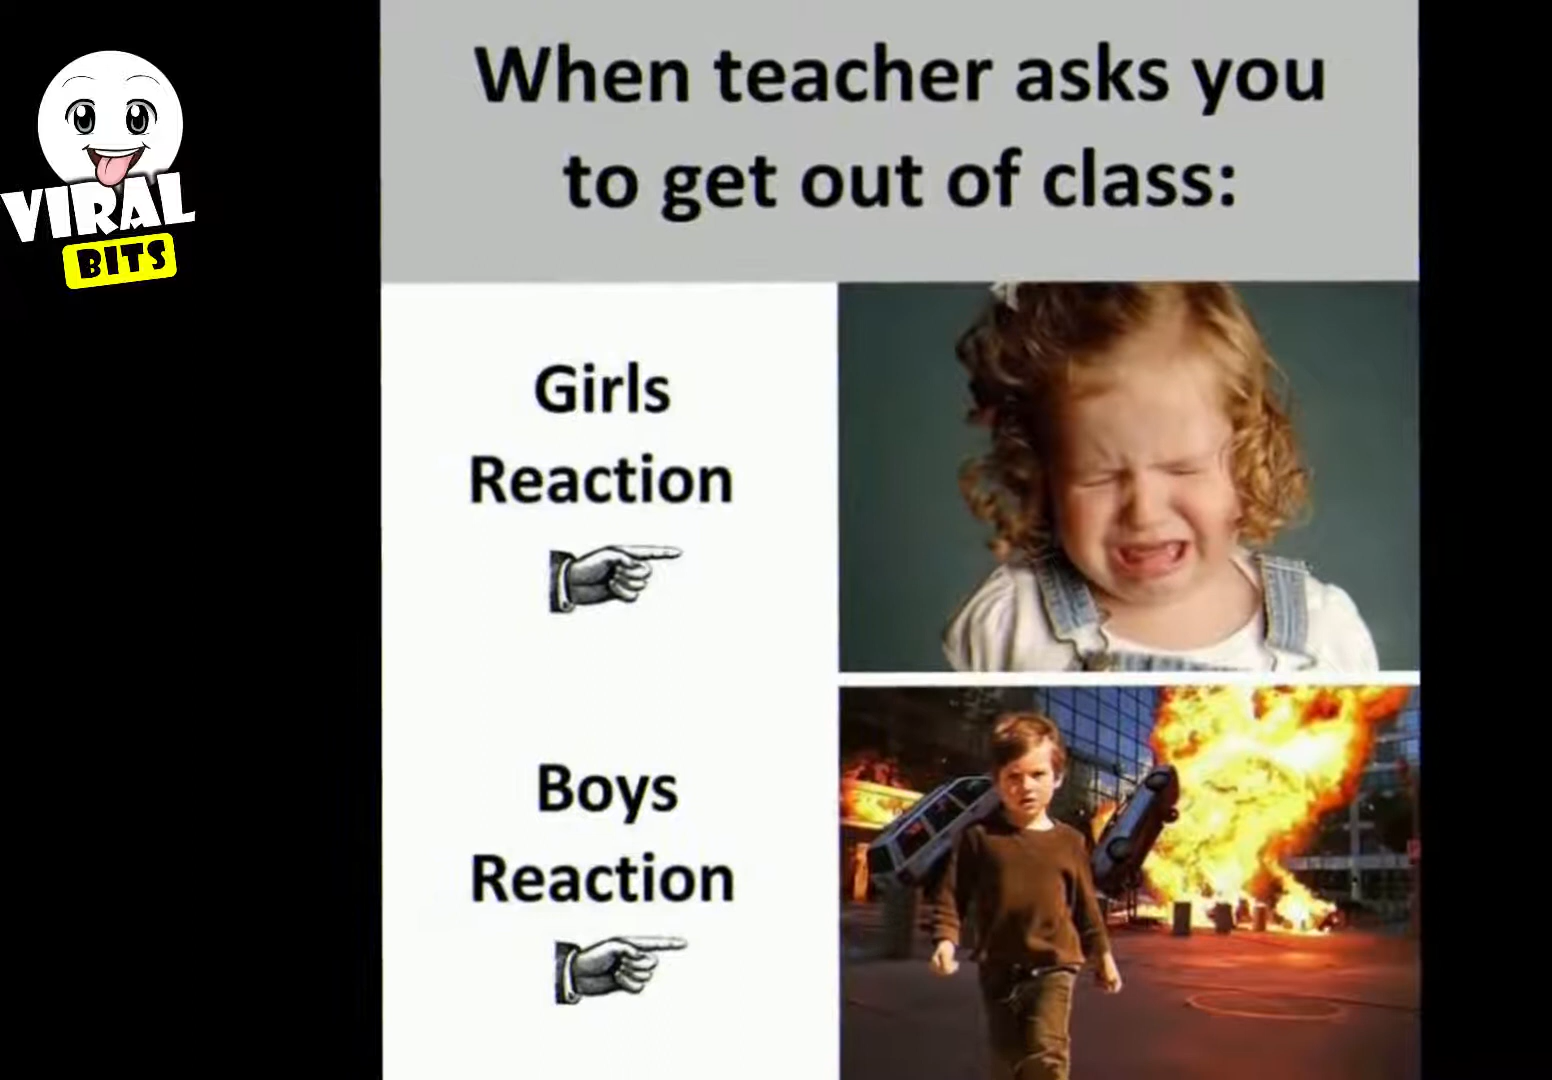 VIRAL
BITS
When teacher asks you
to get out of class:
Girls
Reaction
Boys
Reaction